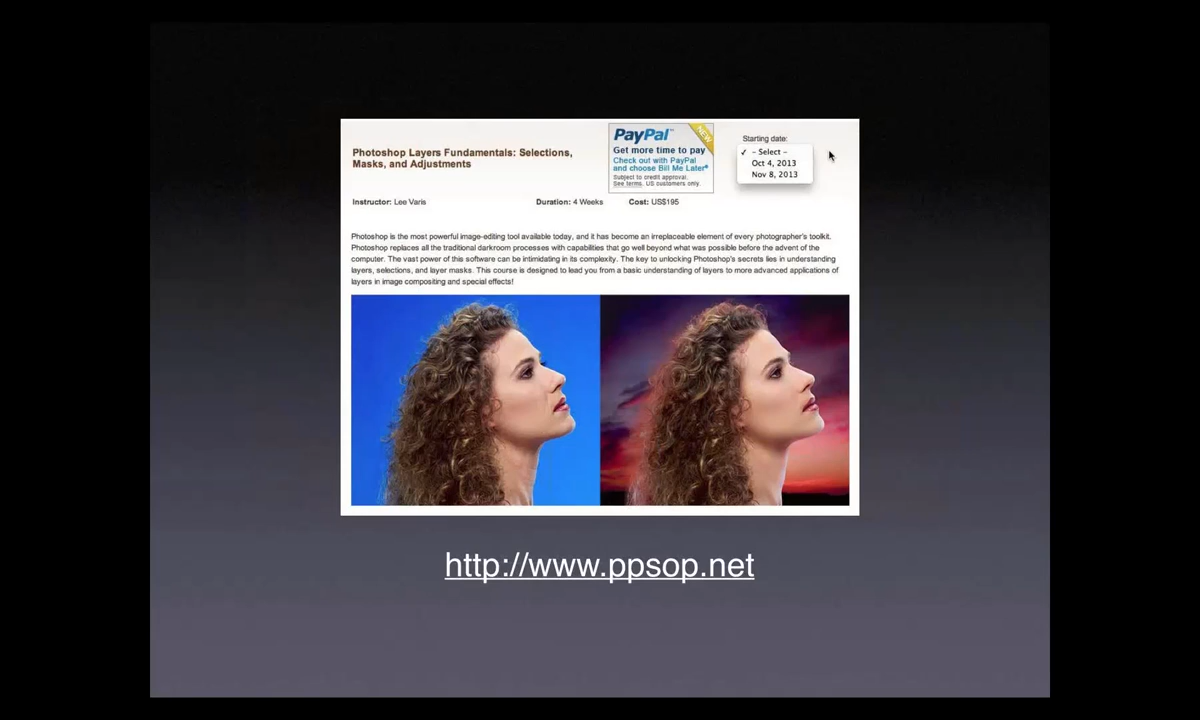 Photoshop Layers Fundamentals: Selections,
Masks, and Adjustments
PayPal™
NEW
Get more time to pay
Check out with PayPal
and choose Bill Me Later®
Subject to credit approval.
See terms. US customers only.
Starting date:
✓ – Select –
Oct 4, 2013
Nov 8, 2013
Instructor: Lee Varis
Duration: 4 Weeks
Cost: US$195
Photoshop is the most powerful image-editing tool available today, and it has become an irreplaceable element of every photographer's toolkit.
Photoshop replaces all the traditional darkroom processes with capabilities that go well beyond what was possible before the advent of the
computer. The vast power of this software can be intimidating in its complexity. The key to unlocking Photoshop's secrets lies in understanding
layers, selections, and layer masks. This course is designed to lead you from a basic understanding of layers to more advanced applications of
layers in image compositing and special effects!
http://www.ppsop.net